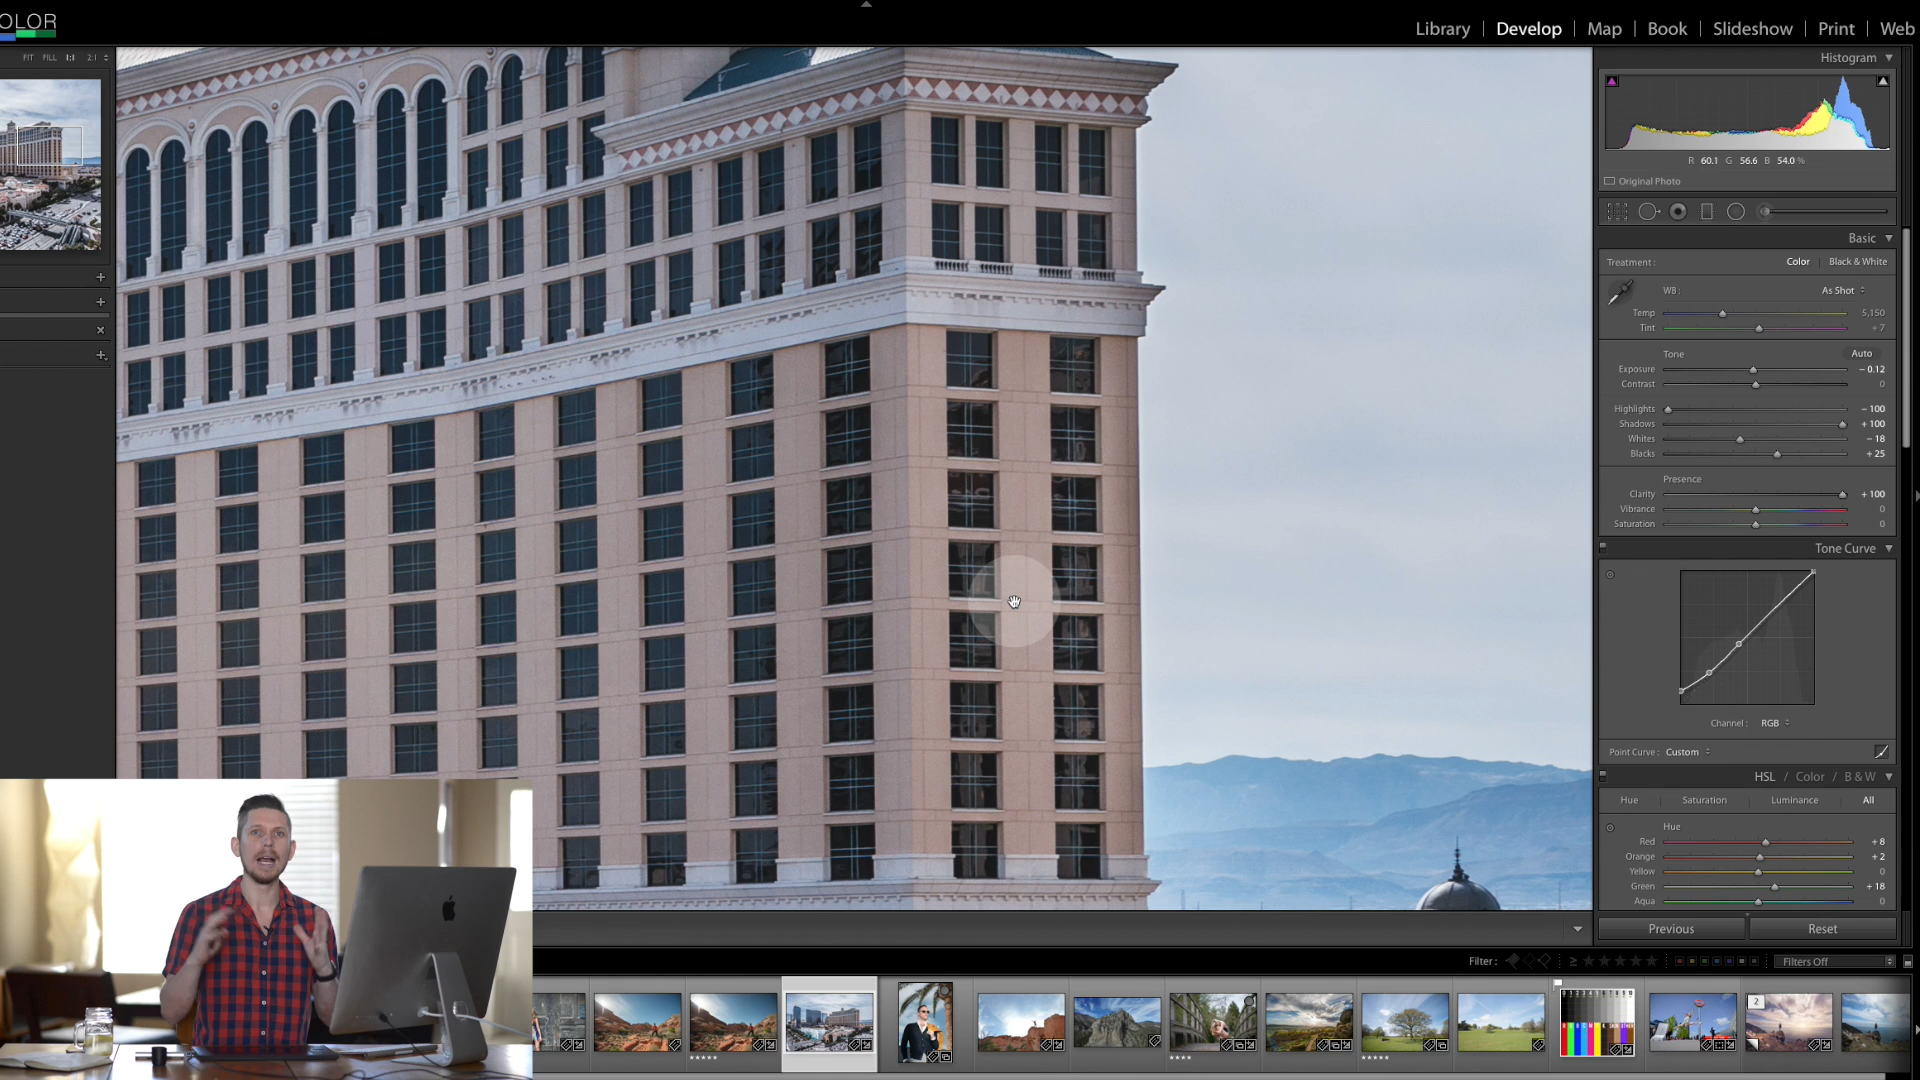 OLOR
Library | Develop | Map | Book | Slideshow | Print | Web
FIT FILL 1:1 2:1
Histogram
R 60.1 G 56.6 B 54.0 %
Original Photo
Basic
Treatment : Color | Black & White
WB : As Shot
Temp 5,150
Tint + 7
Tone Auto
Exposure − 0.12
Contrast 0
Highlights − 100
Shadows + 100
Whites − 18
Blacks + 25
Presence
Clarity + 100
Vibrance 0
Saturation 0
Tone Curve
Channel : RGB
Point Curve : Custom
HSL / Color / B & W
Hue Saturation Luminance All
Hue
Red + 8
Orange + 2
Yellow 0
Green + 18
Aqua 0
Previous Reset
Filter : ≥ ★★★★★ Filters Off
2